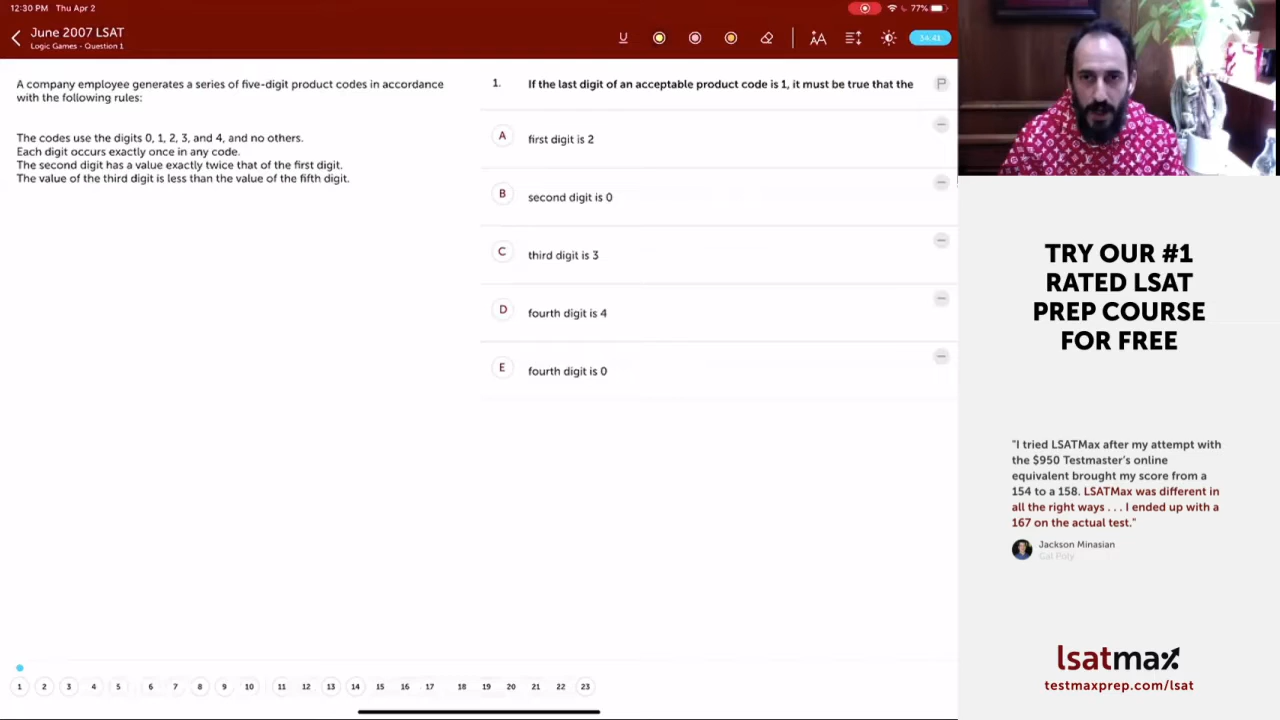 12:30 PM Thu Apr 2
77%
June 2007 LSAT
Logic Games - Question 1
U
AA
34:41
A company employee generates a series of five-digit product codes in accordance
with the following rules:
The codes use the digits 0, 1, 2, 3, and 4, and no others.
Each digit occurs exactly once in any code.
The second digit has a value exactly twice that of the first digit.
The value of the third digit is less than the value of the fifth digit.
1. If the last digit of an acceptable product code is 1, it must be true that the
A first digit is 2
B second digit is 0
C third digit is 3
D fourth digit is 4
E fourth digit is 0
1 2 3 4 5 6 7 8 9 10 11 12 13 14 15 16 17 18 19 20 21 22 23
TRY OUR #1
RATED LSAT
PREP COURSE
FOR FREE
"I tried LSATMax after my attempt with
the $950 Testmaster's online
equivalent brought my score from a
154 to a 158. LSATMax was different in
all the right ways . . . I ended up with a
167 on the actual test."
Jackson Minasian
Cal Poly
lsatmax
testmaxprep.com/lsat